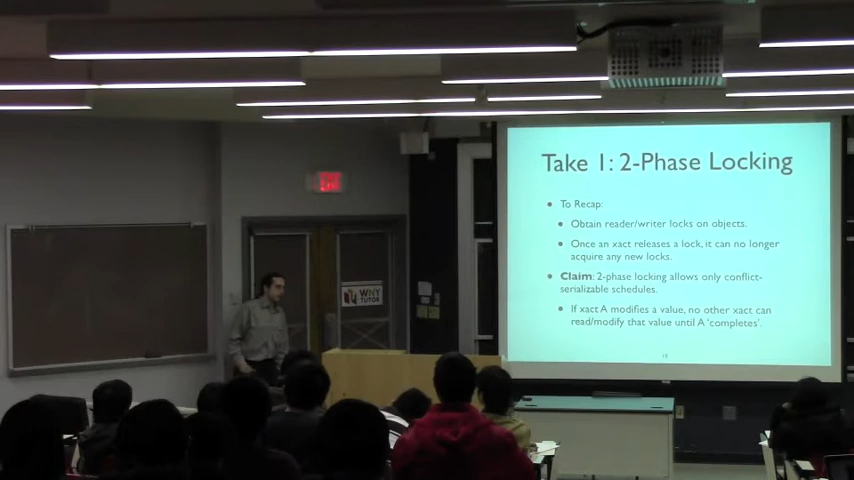 EXIT
WNY
TUTOR
Take 1: 2-Phase Locking
To Recap:
Obtain reader/writer locks on objects.
Once an xact releases a lock, it can no longer
acquire any new locks.
Claim: 2-phase locking allows only conflict-
serializable schedules.
If xact A modifies a value, no other xact can
read/modify that value until A 'completes'.